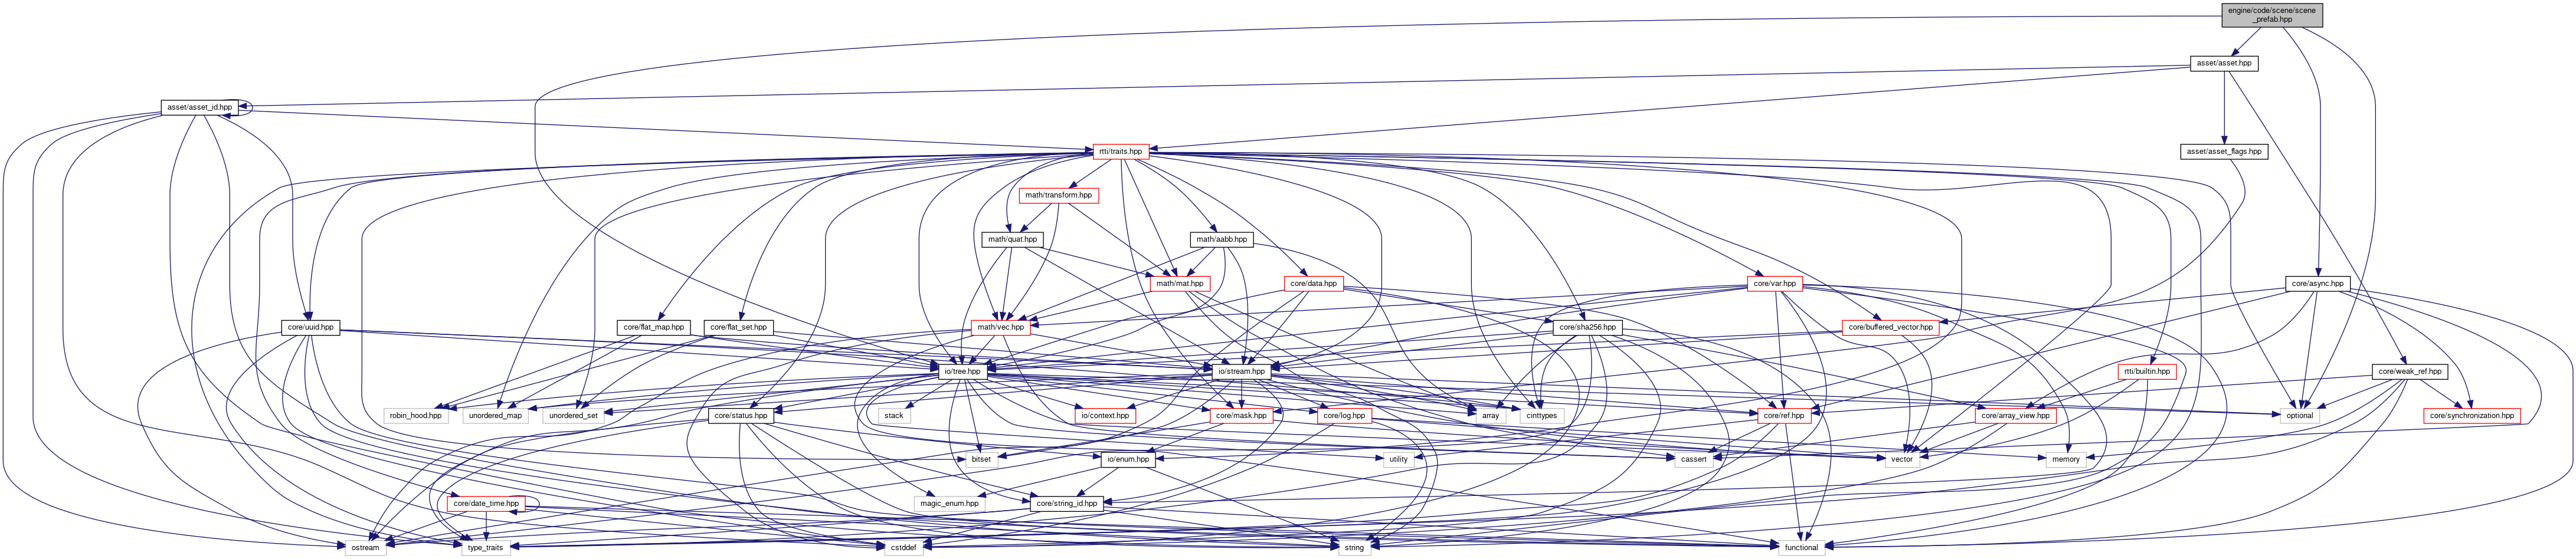 engine/code/scene/scene
_prefab.hpp
asset/asset.hpp
asset/asset_id.hpp
rtti/traits.hpp
asset/asset_flags.hpp
math/transform.hpp
math/quat.hpp
math/aabb.hpp
math/mat.hpp
core/data.hpp
core/var.hpp
core/async.hpp
core/uuid.hpp
core/flat_map.hpp
core/flat_set.hpp
math/vec.hpp
core/sha256.hpp
core/buffered_vector.hpp
io/tree.hpp
io/stream.hpp
rtti/builtin.hpp
core/weak_ref.hpp
robin_hood.hpp
unordered_map
unordered_set
core/status.hpp
stack
io/context.hpp
core/mask.hpp
core/log.hpp
array
cinttypes
core/ref.hpp
core/array_view.hpp
optional
core/synchronization.hpp
bitset
io/enum.hpp
utility
cassert
vector
memory
core/date_time.hpp
magic_enum.hpp
core/string_id.hpp
ostream
type_traits
cstddef
string
functional